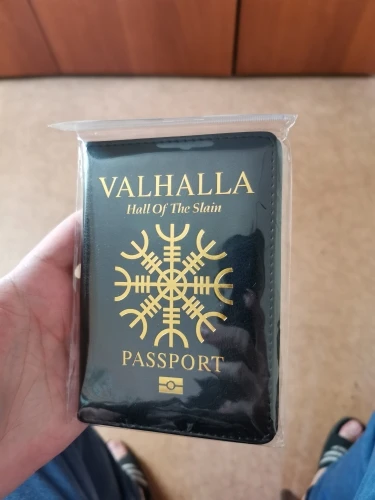 VALHALLA
Hall Of The Slain
PASSPORT